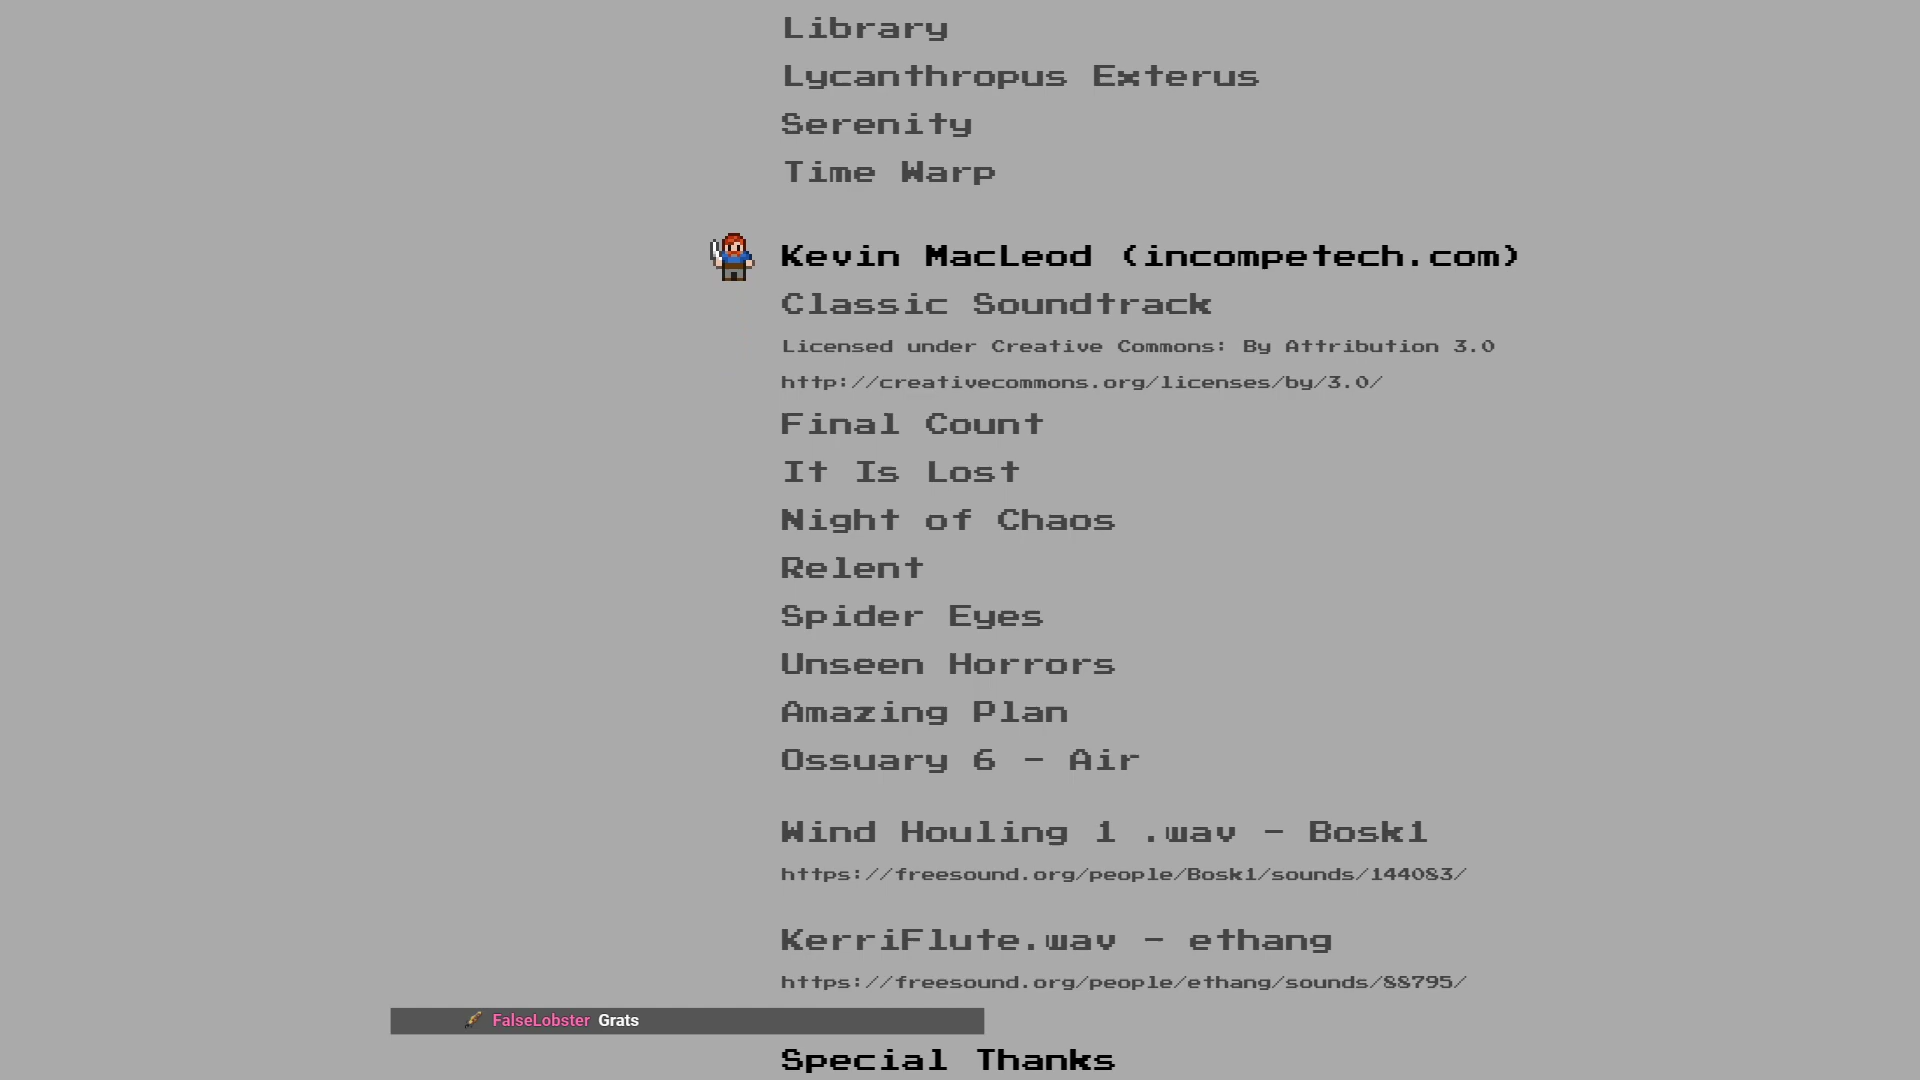 Library
Lycanthropus Exterus
Serenity
Time Warp
Kevin MacLeod (incompetech.com)
Classic Soundtrack
Licensed under Creative Commons: By Attribution 3.0
http://creativecommons.org/licenses/by/3.0/
Final Count
It Is Lost
Night of Chaos
Relent
Spider Eyes
Unseen Horrors
Amazing Plan
Ossuary 6 - Air
Wind Houling 1 .wav - Bosk1
https://freesound.org/people/Bosk1/sounds/144083/
KerriFlute.wav - ethang
https://freesound.org/people/ethang/sounds/88795/
FalseLobster Grats
Special Thanks